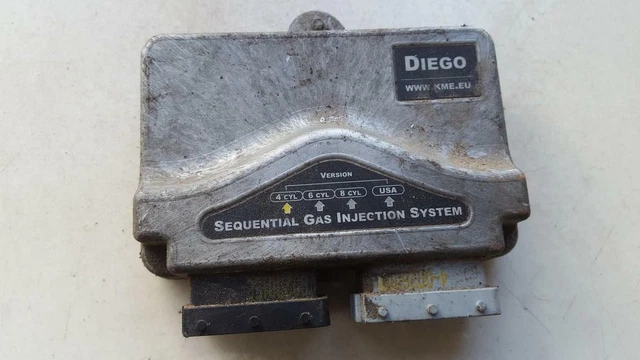 DIEGO
WWW.KME.EU
VERSION
4 CYL 6 CYL 8 CYL USA
SEQUENTIAL GAS INJECTION SYSTEM